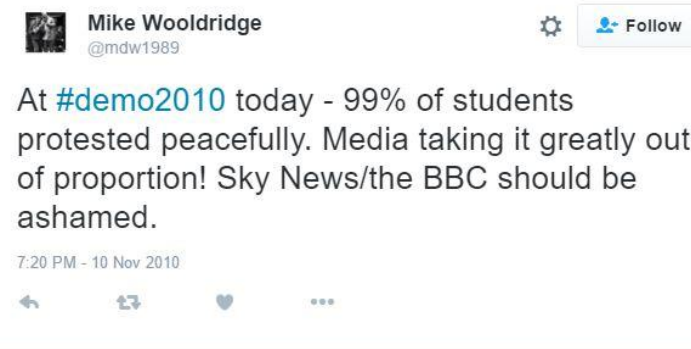 Mike Wooldridge
@mdw1989
Follow
At #demo2010 today - 99% of students
protested peacefully. Media taking it greatly out
of proportion! Sky News/the BBC should be
ashamed.
7:20 PM - 10 Nov 2010